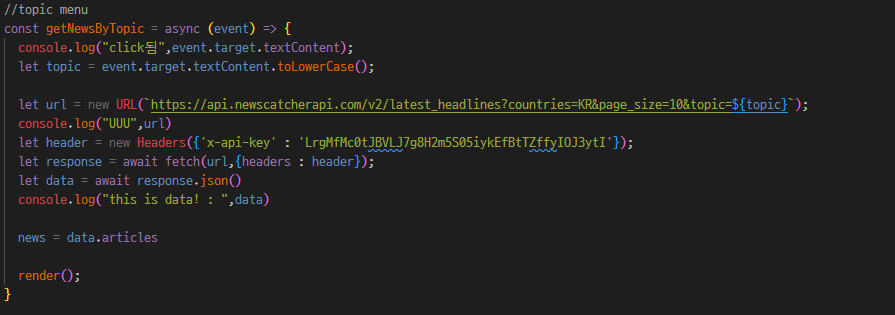 //topic menu
const getNewsByTopic = async (event) => {
console.log("click됨",event.target.textContent);
let topic = event.target.textContent.toLowerCase();
let url = new URL(`https://api.newscatcherapi.com/v2/latest_headlines?countries=KR&page_size=10&topic=${topic}`);
console.log("UUU",url)
let header = new Headers({'x-api-key' : 'LrgMfMc0tJBVLJ7g8H2m5S05iykEfBtTZffyIOJ3ytI'});
let response = await fetch(url,{headers : header});
let data = await response.json()
console.log("this is data! : ",data)
news = data.articles
render();
}